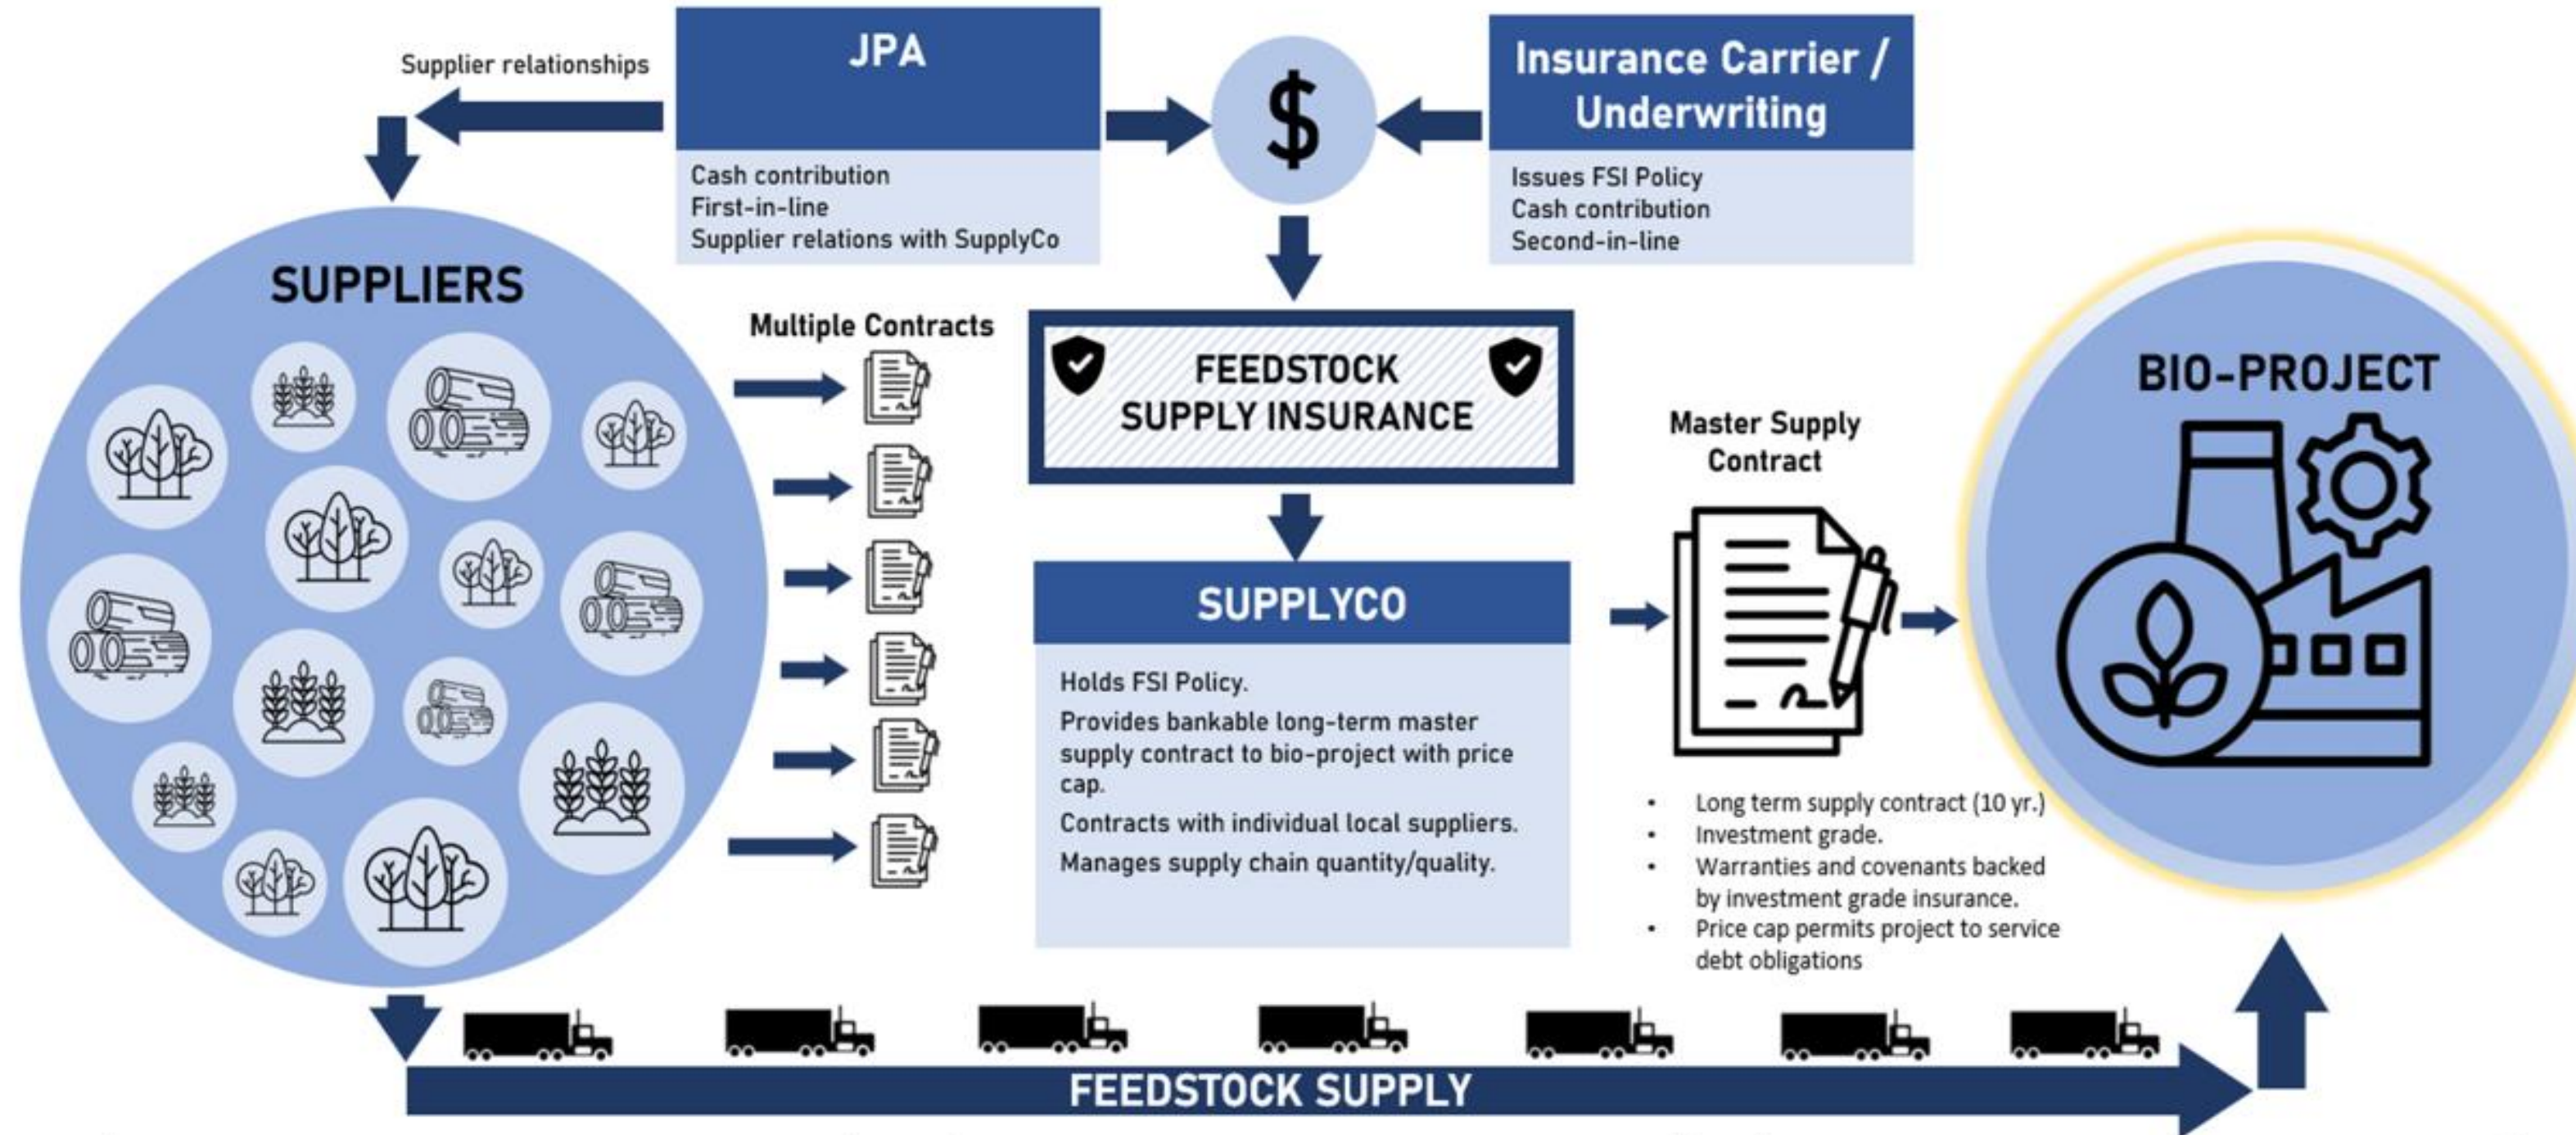 Supplier relationships
JPA
Cash contribution
First-in-line
Supplier relations with SupplyCo
$
Insurance Carrier /
Underwriting
Issues FSI Policy
Cash contribution
Second-in-line
SUPPLIERS
Multiple Contracts
FEEDSTOCK
SUPPLY INSURANCE
SUPPLYCO
Holds FSI Policy.
Provides bankable long-term master
supply contract to bio-project with price
cap.
Contracts with individual local suppliers.
Manages supply chain quantity/quality.
Master Supply
Contract
• Long term supply contract (10 yr.)
• Investment grade.
• Warranties and covenants backed
by investment grade insurance.
• Price cap permits project to service
debt obligations
BIO-PROJECT
FEEDSTOCK SUPPLY